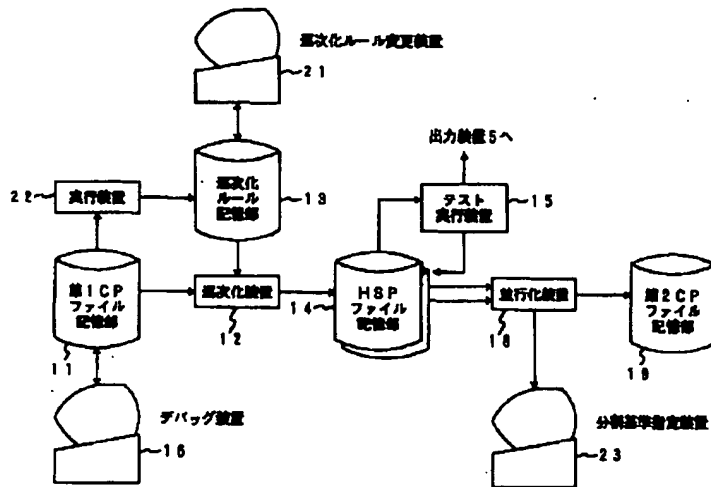 逐次化ルール変更装置
21
出力装置5へ
22
実行装置
逐次化
ルール
記憶部
13
テスト
実行装置
15
第1CP
ファイル
記憶部
11
逐次化装置
12
HSP
ファイル
記憶部
14
並行化装置
18
第2CP
ファイル
記憶部
19
デバッグ装置
16
分割基準指定装置
23